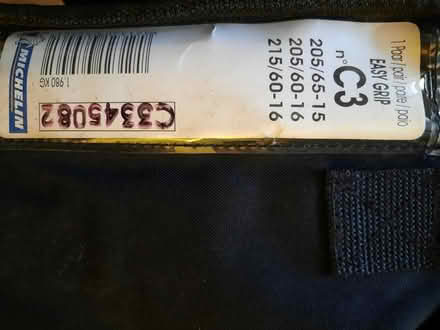 1 Paar / pair / paire / paio
EASY GRIP
n° C3
205/65-15
205/60-16
215/60-16
MICHELIN
1.980 KG
C3345082